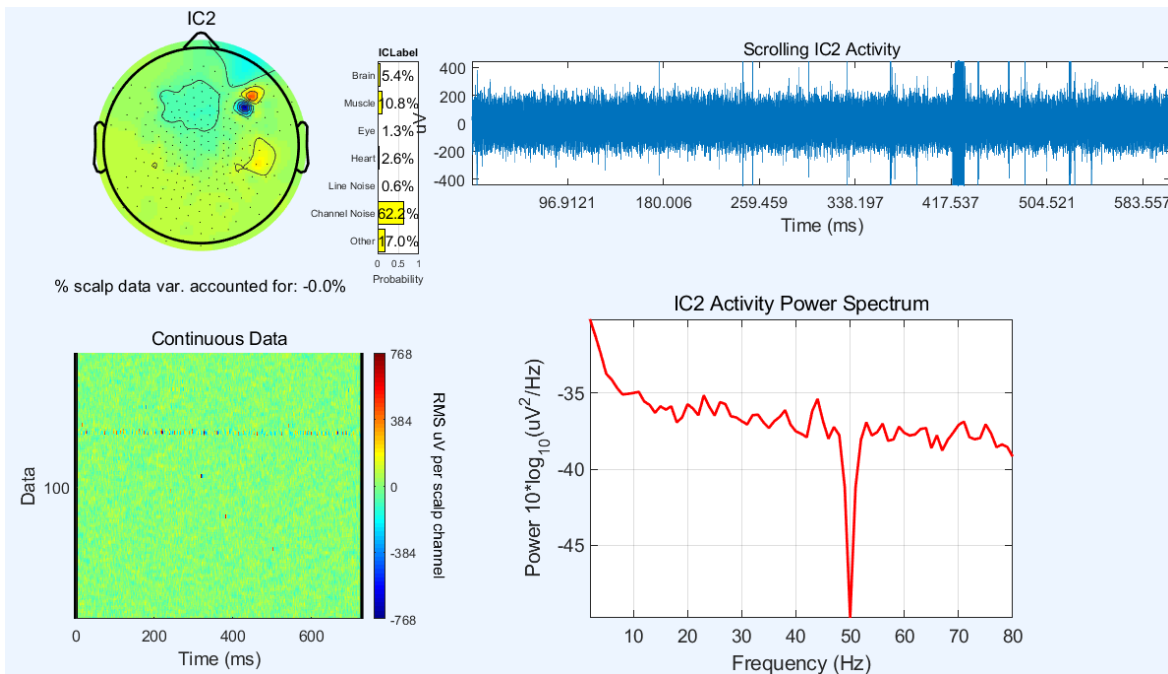 IC2
ICLabel
Brain 5.4%
Muscle 10.8%
Eye 1.3%
Heart 2.6%
Line Noise 0.6%
Channel Noise 62.2%
Other 17.0%
0 0.5 1
Probability
% scalp data var. accounted for: -0.0%
Scrolling IC2 Activity
uV
400
200
0
-200
-400
96.9121 180.006 259.459 338.197 417.537 504.521 583.557
Time (ms)
Continuous Data
Data
100
0 200 400 600
Time (ms)
768
384
0
-384
-768
RMS uV per scalp channel
IC2 Activity Power Spectrum
Power 10*log10(uV2/Hz)
-35
-40
-45
10 20 30 40 50 60 70 80
Frequency (Hz)